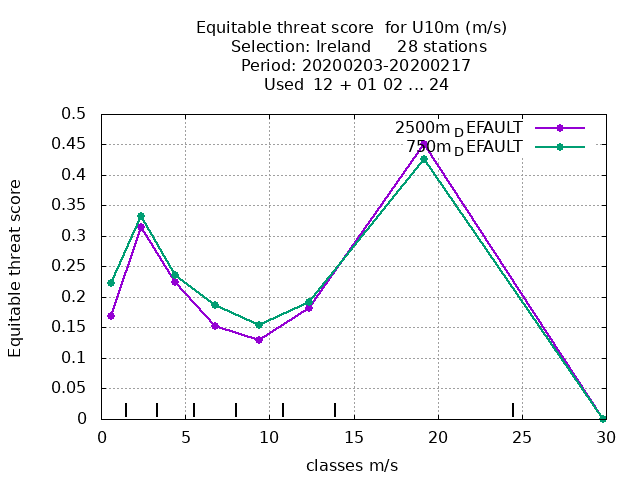 Equitable threat score  for U10m (m/s)
Selection: Ireland     28 stations
Period: 20200203-20200217
Used  12 + 01 02 ... 24
2500m_DEFAULT
750m_DEFAULT
0.5
0.45
0.4
0.35
0.3
0.25
0.2
0.15
0.1
0.05
0
Equitable threat score
0 5 10 15 20 25 30
classes m/s